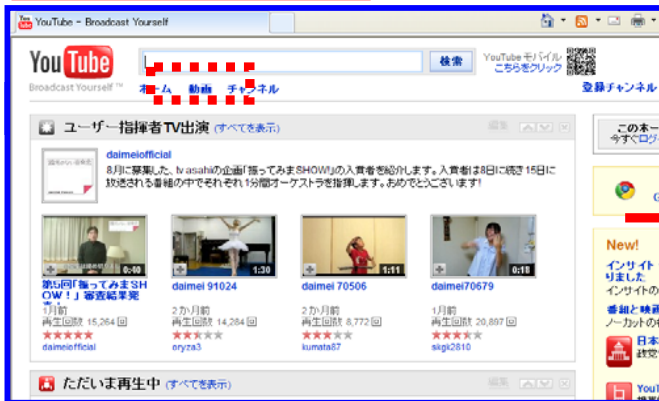 YouTube - Broadcast Yourself
You Tube
Broadcast Yourself ™
検索
YouTube モバイル
こちらをクリック
ホーム 動画 チャンネル
登録チャンネル
ユーザー指揮者TV出演 (すべてを表示)
編集
daimeiofficial
8月に募集した、tv asahiの企画「振ってみまSHOW!」の入賞者を紹介します。入賞者は8日に続き15日に
放送される番組の中でそれぞれ1分間オーケストラを指揮します。おめでとうございます!
0:40
1:30
1:11
0:18
第5回「振ってみまSH
OW!」審査結果発
daimei 91024
daimei 70506
daimei70679
1月前
2か月前
2か月前
1月前
再生回数 15,264 回
再生回数 14,284 回
再生回数 8,772 回
再生回数 20,897 回
daimeiofficial
oryza3
kumata87
skgk2810
ただいま再生中 (すべてを表示)
編集
このホー
今すぐログ
G
New!
インサイト
りました
インサイトの
番組と映画
ノーカットの
日本
政党
YouT